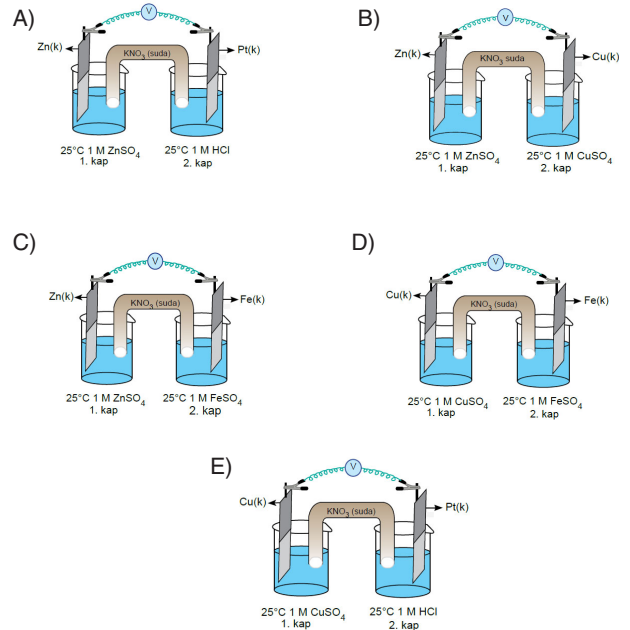 A)
V
Zn(k)
KNO₃ (suda)
Pt(k)
25°C 1 M ZnSO₄
1. kap
25°C 1 M HCl
2. kap
B)
V
Zn(k)
KNO₃ suda
Cu(k)
25°C 1 M ZnSO₄
1. kap
25°C 1 M CuSO₄
2. kap
C)
V
Zn(k)
KNO₃ (suda)
Fe(k)
25°C 1 M ZnSO₄
1. kap
25°C 1 M FeSO₄
2. kap
D)
V
Cu(k)
KNO₃ (suda)
Fe(k)
25°C 1 M CuSO₄
1. kap
25°C 1 M FeSO₄
2. kap
E)
V
Cu(k)
KNO₃ (suda)
Pt(k)
25°C 1 M CuSO₄
1. kap
25°C 1 M HCl
2. kap